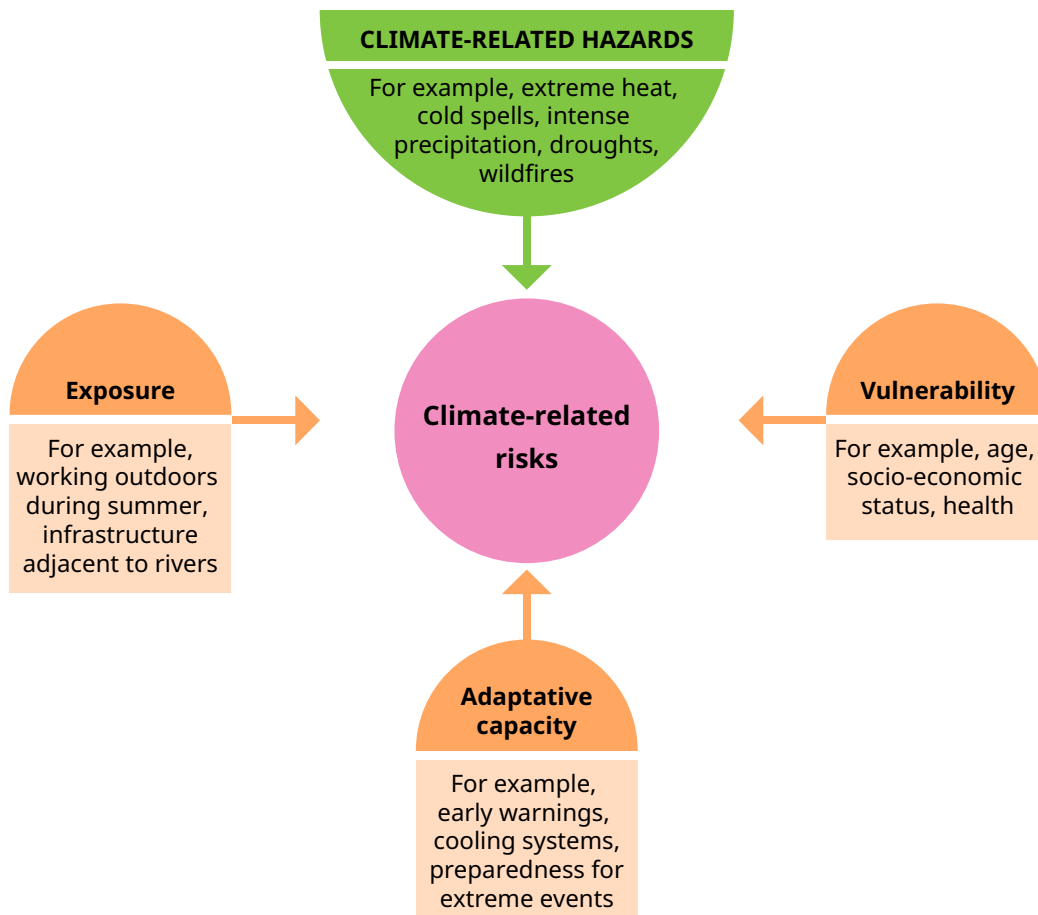 CLIMATE-RELATED HAZARDS
For example, extreme heat,
cold spells, intense
precipitation, droughts,
wildfires
Exposure
For example,
working outdoors
during summer,
infrastructure
adjacent to rivers
Climate-related
risks
Vulnerability
For example, age,
socio-economic
status, health
Adaptative
capacity
For example,
early warnings,
cooling systems,
preparedness for
extreme events